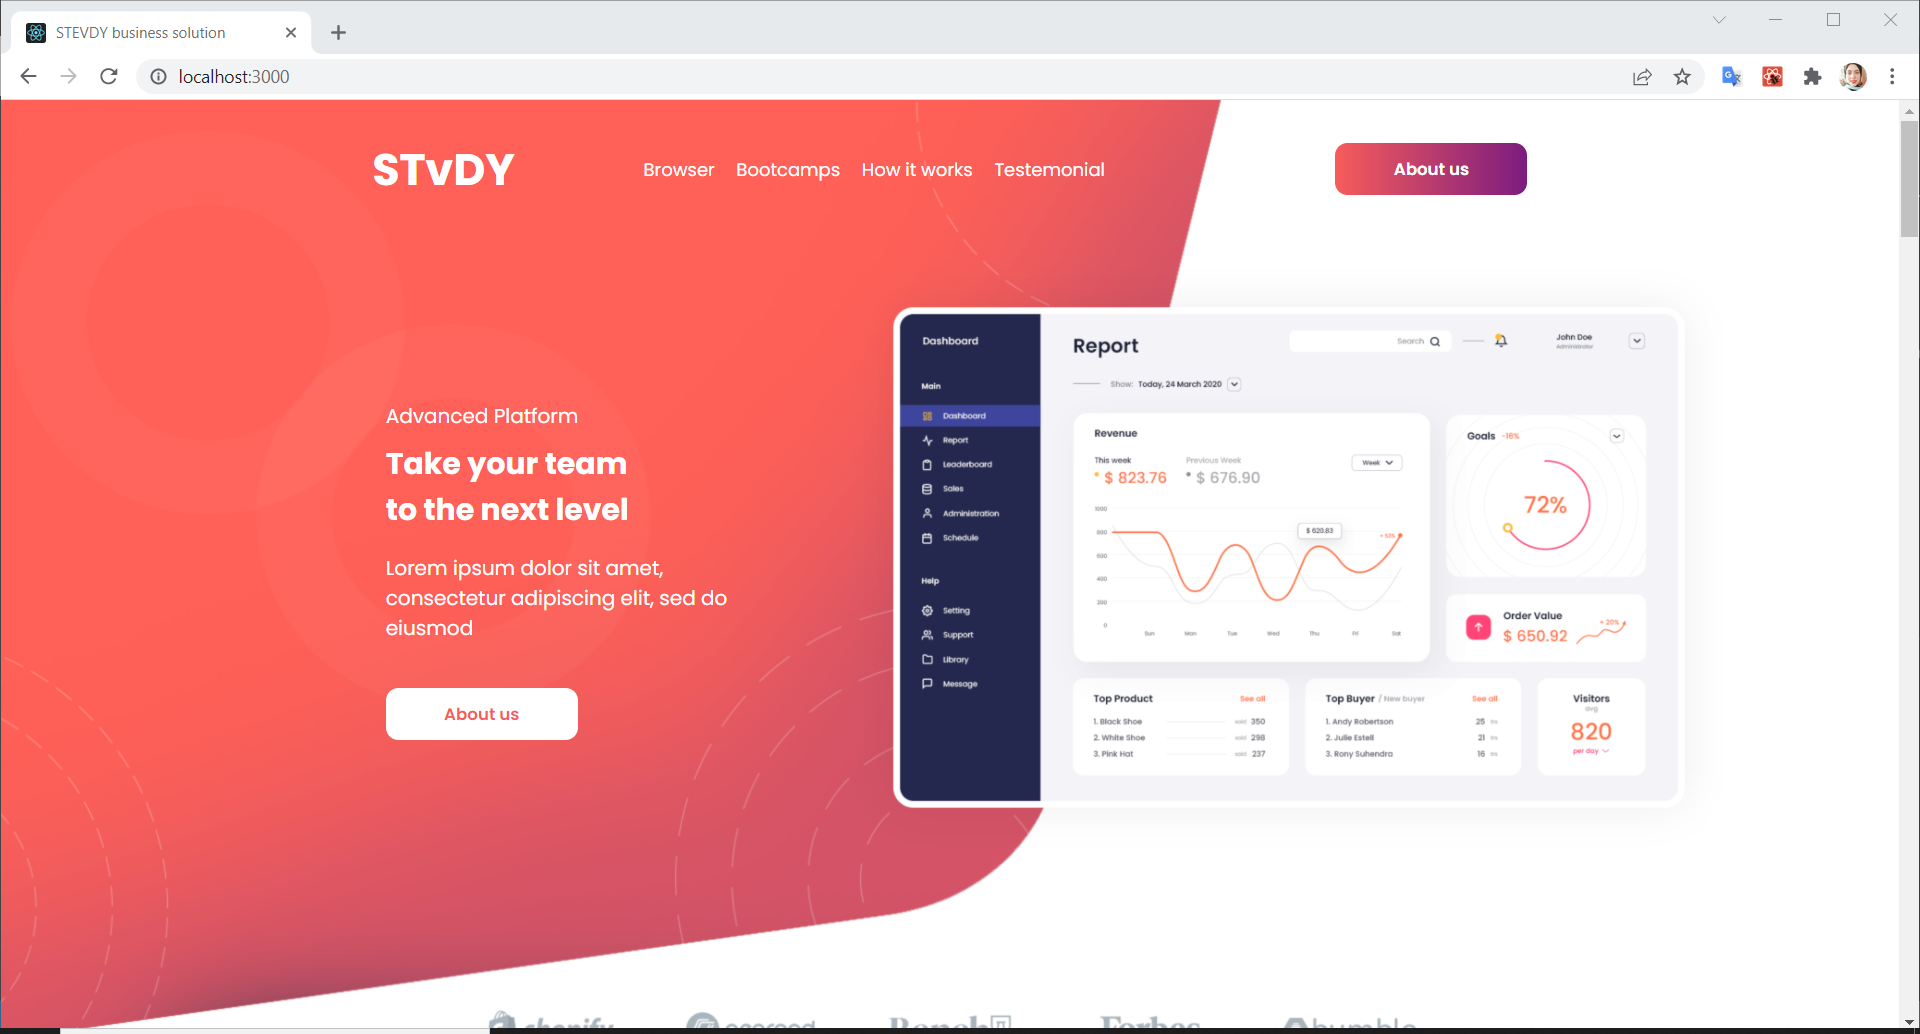 STEVDY business solution
localhost:3000
STvDY
Browser
Bootcamps
How it works
Testemonial
About us
Advanced Platform
Take your team
to the next level
Lorem ipsum dolor sit amet,
consectetur adipiscing elit, sed do
eiusmod
About us
Dashboard
Main
Dashboard
Report
Leaderboard
Sales
Administration
Schedule
Help
Setting
Support
Library
Message
Report
Search
John Doe
Administrator
Show: Today, 24 March 2020
Revenue
This week
$ 823.76
Previous Week
$ 676.90
Week
1000
800
600
400
200
0
$ 620.83
+ 53%
Sun Mon Tue Wed Thu Fri Sat
Goals -16%
72%
Order Value
$ 650.92
+ 20%
Top Product See all
1. Black Shoe sold 350
2. White Shoe sold 298
3. Pink Hat sold 237
Top Buyer / New buyer See all
1. Andy Robertson 25
2. Julie Estell 21
3. Rony Suhendra 16
Visitors
avg
820
per day
shopify
Forbes
bumble